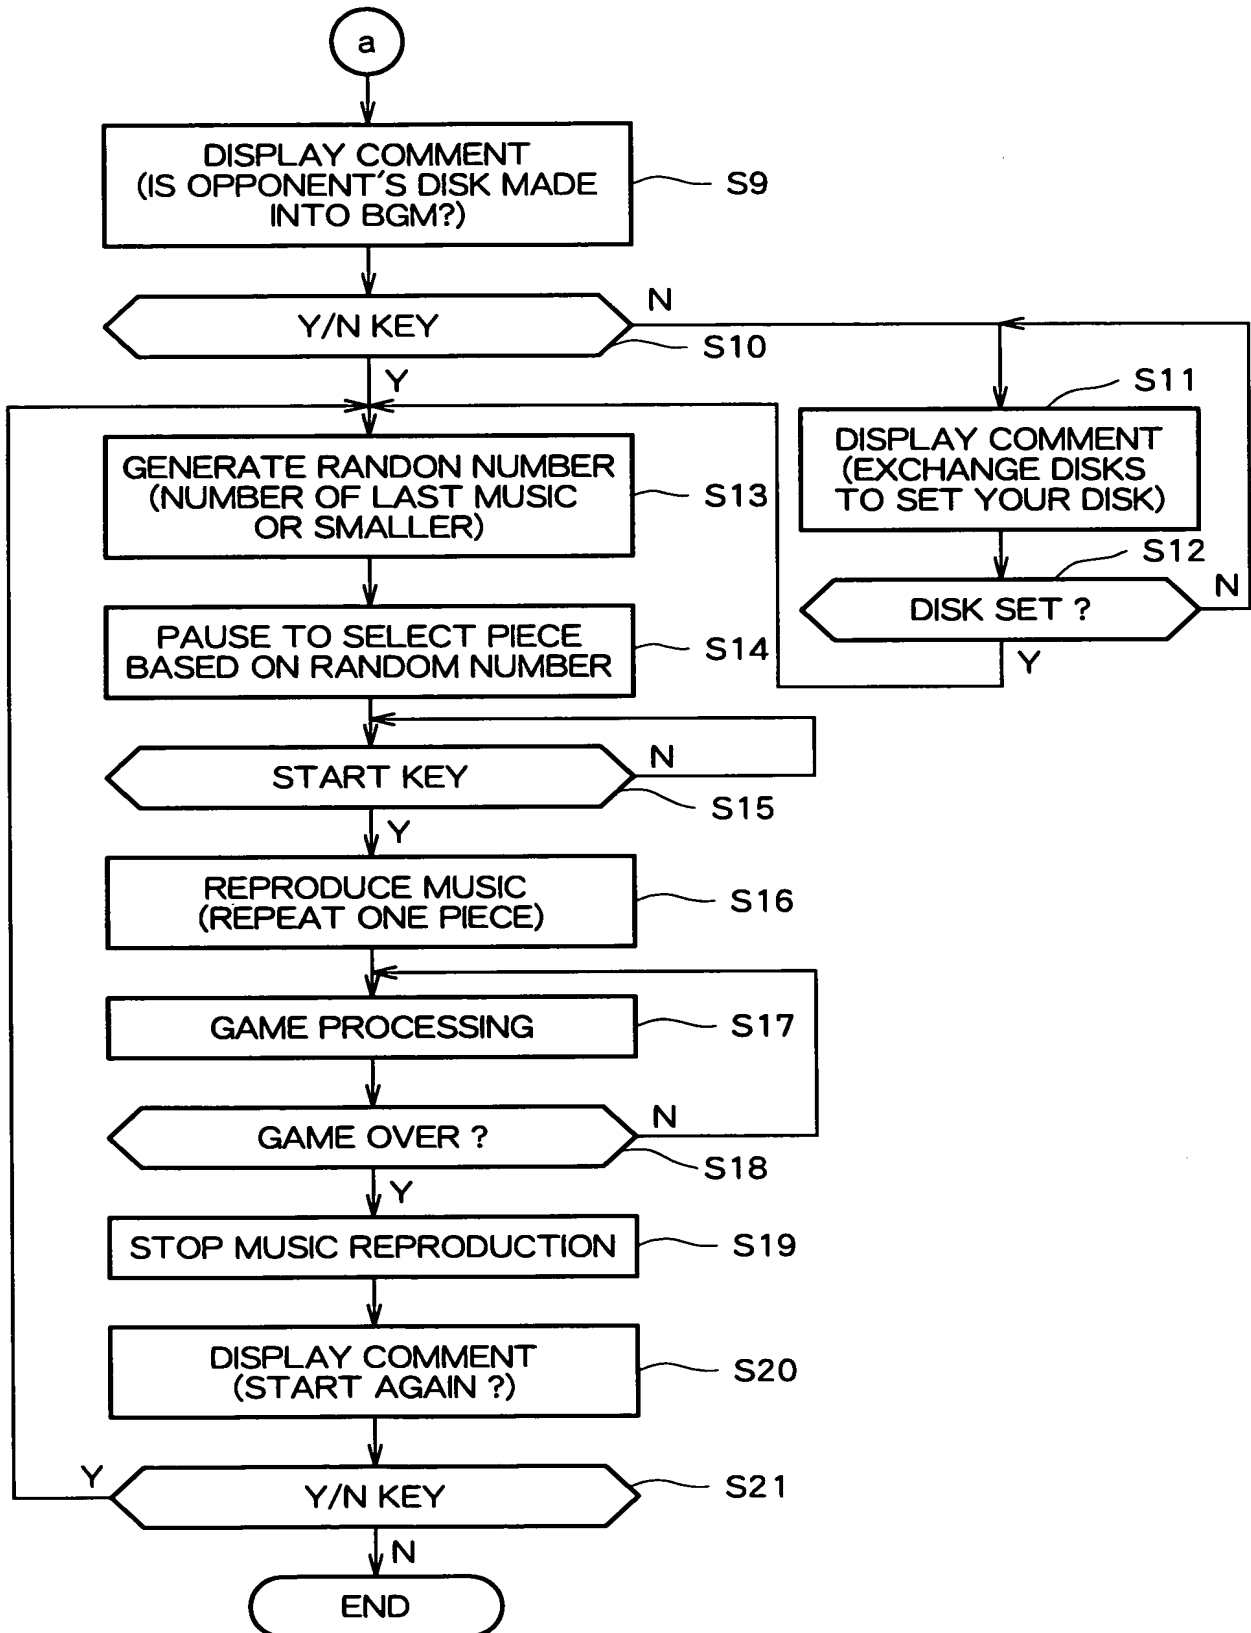 a
DISPLAY COMMENT
(IS OPPONENT'S DISK MADE
INTO BGM?)
S9
Y/N KEY
N
S10
Y
S11
DISPLAY COMMENT
(EXCHANGE DISKS
TO SET YOUR DISK)
S12
DISK SET ?
N
Y
GENERATE RANDON NUMBER
(NUMBER OF LAST MUSIC
OR SMALLER)
S13
PAUSE TO SELECT PIECE
BASED ON RANDOM NUMBER
S14
START KEY
N
S15
Y
REPRODUCE MUSIC
(REPEAT ONE PIECE)
S16
GAME PROCESSING
S17
GAME OVER ?
N
S18
Y
STOP MUSIC REPRODUCTION
S19
DISPLAY COMMENT
(START AGAIN ?)
S20
Y
Y/N KEY
S21
N
END